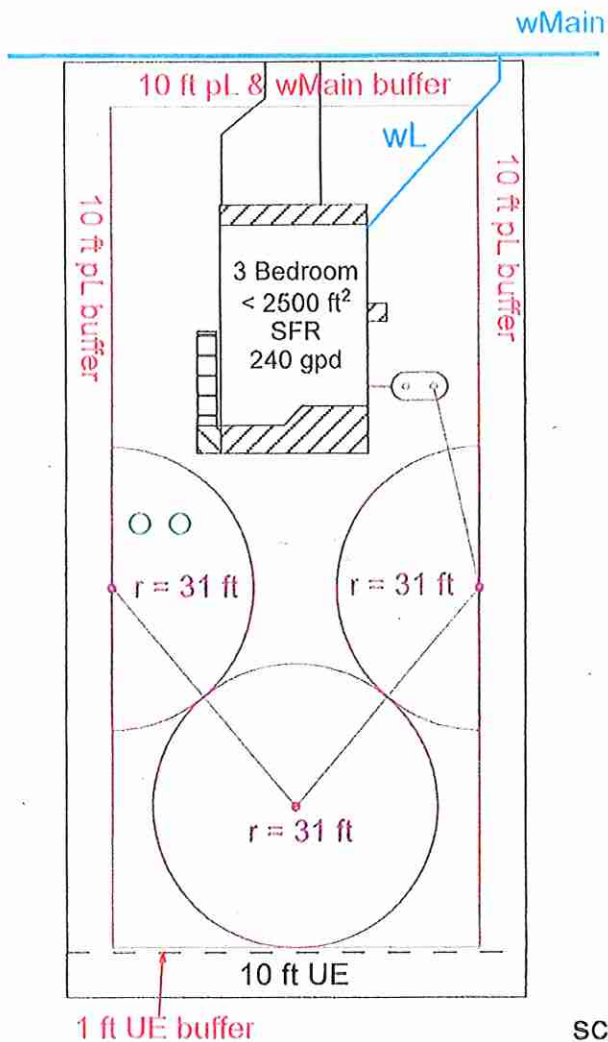 wMain
10 ft pL & wMain buffer
wL
10 ft pL buffer
10 ft pL buffer
3 Bedroom
< 2500 ft²
SFR
240 gpd
r = 31 ft
r = 31 ft
r = 31 ft
10 ft UE
1 ft UE buffer
sc